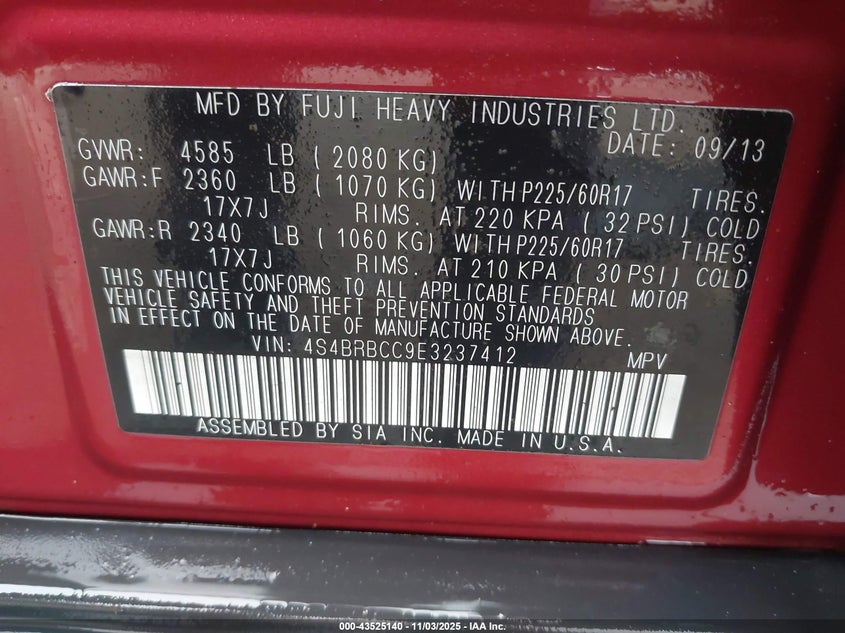 MFD BY FUJI HEAVY INDUSTRIES LTD.
DATE: 09/13
GVWR: 4585 LB ( 2080 KG)
GAWR:F 2360 LB ( 1070 KG) WITH P225/60R17 TIRES.
17X7J RIMS. AT 220 KPA ( 32 PSI) COLD
GAWR:R 2340 LB ( 1060 KG) WITH P225/60R17 TIRES.
17X7J RIMS. AT 210 KPA ( 30 PSI) COLD
THIS VEHICLE CONFORMS TO ALL APPLICABLE FEDERAL MOTOR
VEHICLE SAFETY AND THEFT PREVENTION STANDARDS
IN EFFECT ON THE DATE OF MANUFACTURE SHOWN ABOVE.
VIN: 4S4BRBCC9E3237412 MPV
ASSEMBLED BY SIA INC. MADE IN U.S.A.
000-43525140 - 11/03/2025 - IAA Inc.